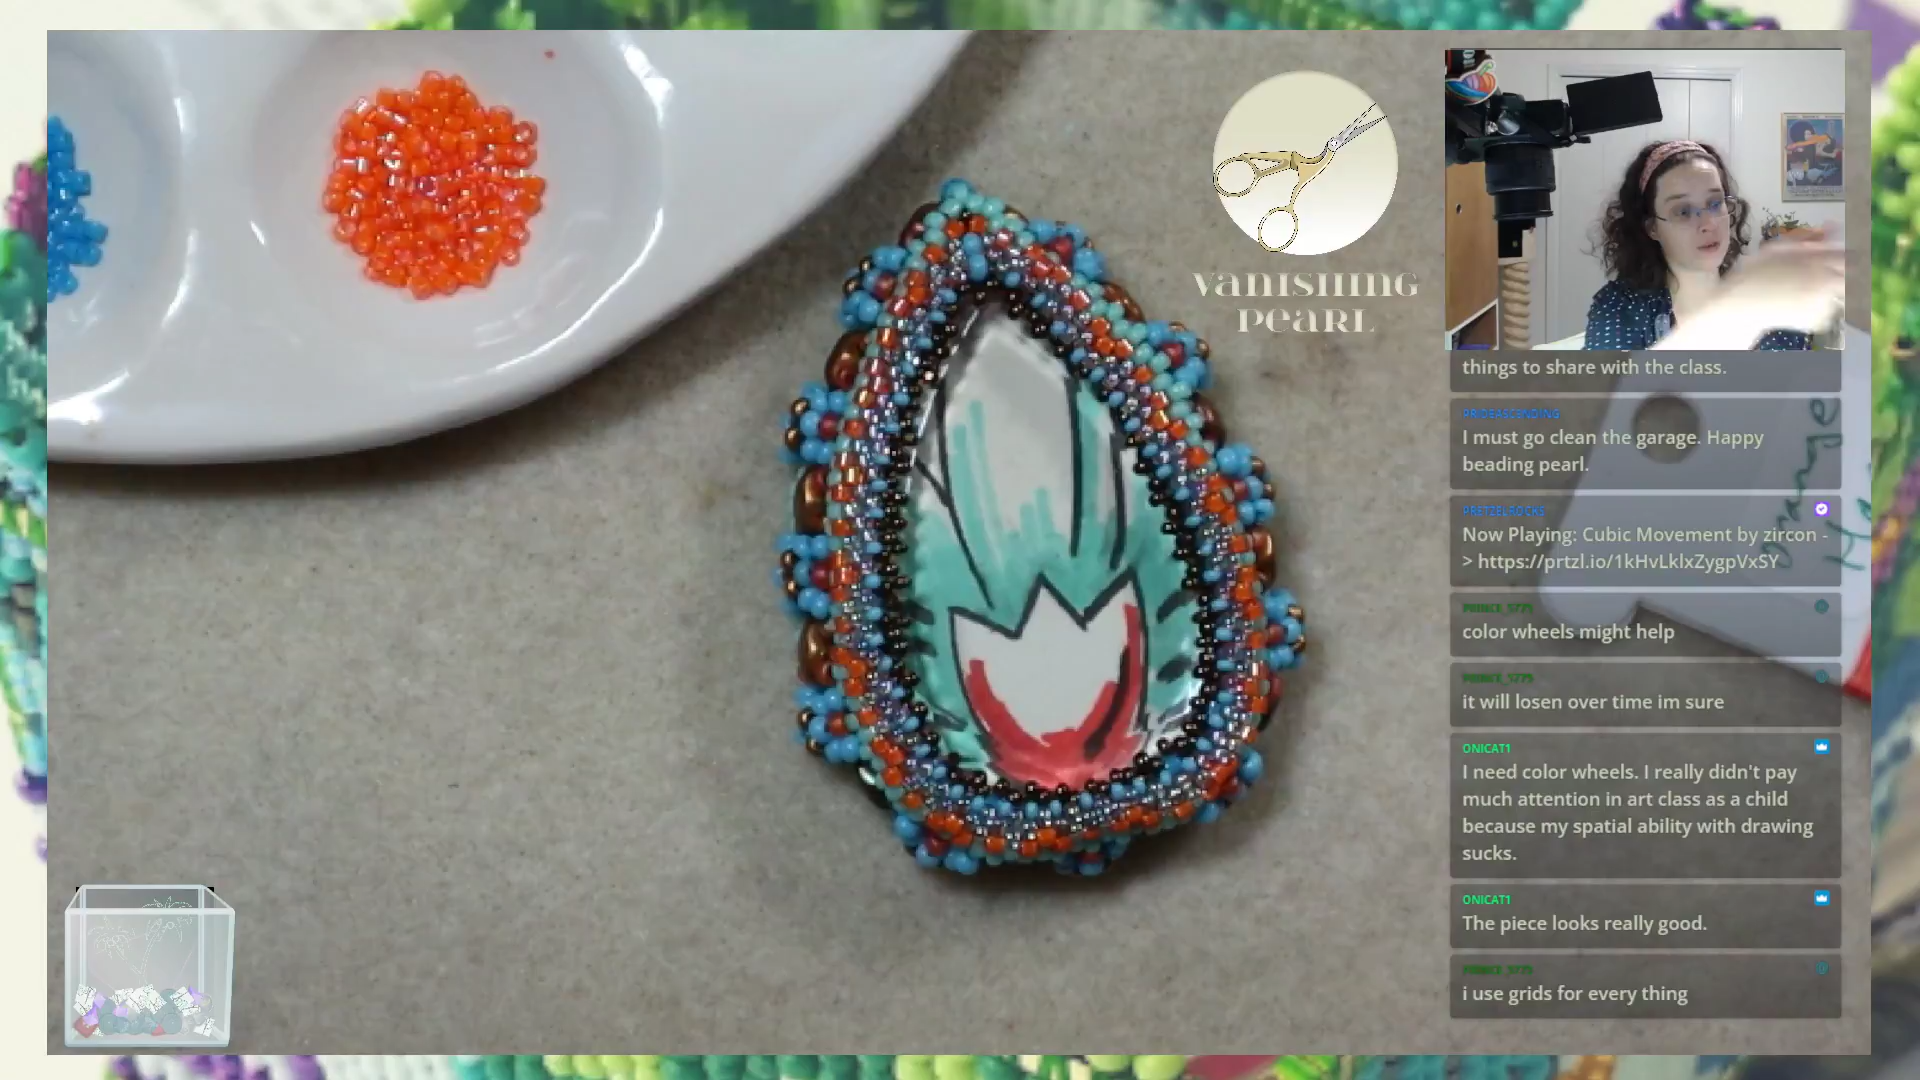 VANISHING
PEARL
things to share with the class.
PRIDEASCENDING
I must go clean the garage. Happy
beading pearl.
PRETZELROCKS
Now Playing: Cubic Movement by zircon -
> https://prtzl.io/1kHvLklxZygpVxSY
color wheels might help
it will losen over time im sure
ONICAT1
I need color wheels. I really didn't pay
much attention in art class as a child
because my spatial ability with drawing
sucks.
ONICAT1
The piece looks really good.
i use grids for every thing
orange